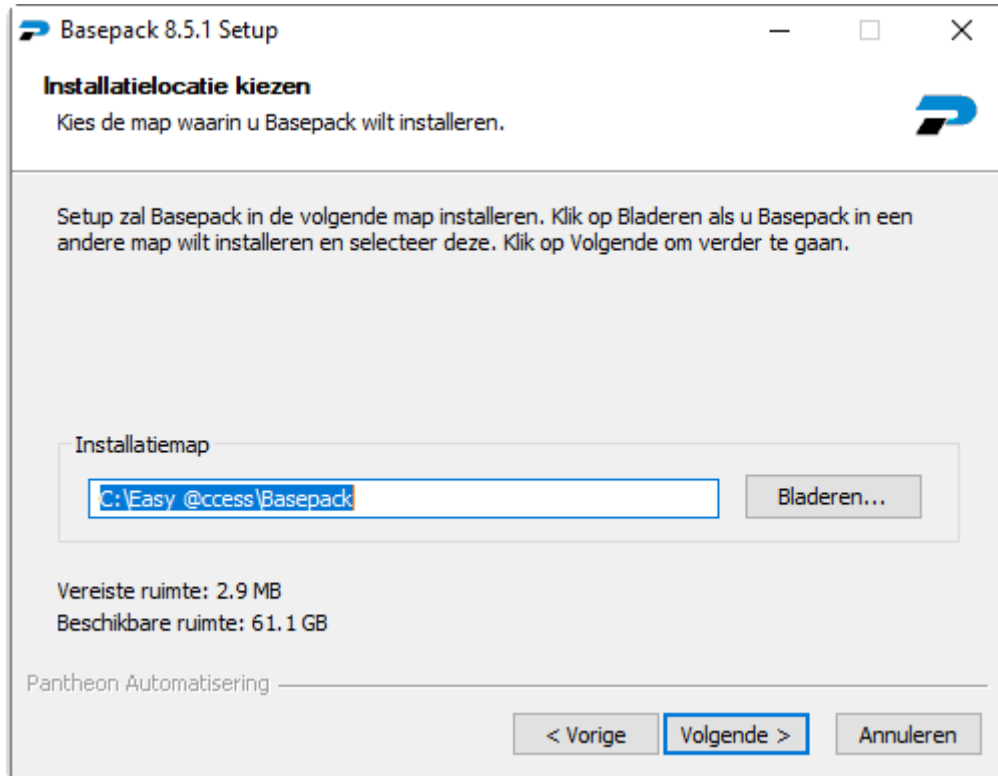 Basepack 8.5.1 Setup
Installatielocatie kiezen
Kies de map waarin u Basepack wilt installeren.
Setup zal Basepack in de volgende map installeren. Klik op Bladeren als u Basepack in een
andere map wilt installeren en selecteer deze. Klik op Volgende om verder te gaan.
Installatiemap
C:\Easy @ccess\Basepack
Bladeren...
Vereiste ruimte: 2.9 MB
Beschikbare ruimte: 61.1 GB
Pantheon Automatisering
< Vorige
Volgende >
Annuleren